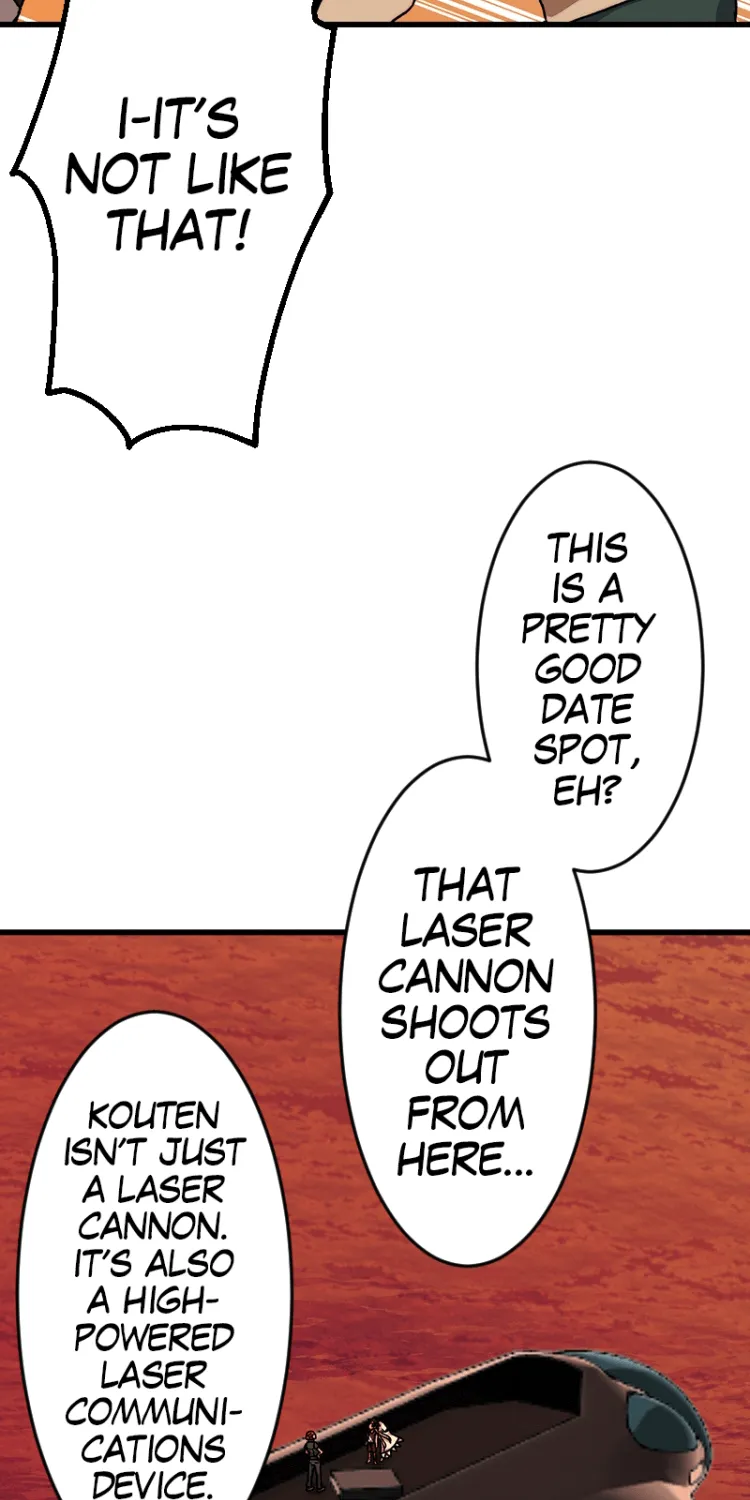 I-IT'S
NOT LIKE
THAT!
THIS
IS A
PRETTY
GOOD
DATE
SPOT,
EH?
THAT
LASER
CANNON
SHOOTS
OUT
FROM
HERE...
KOUTEN
ISN'T JUST
A LASER
CANNON.
IT'S ALSO
A HIGH-
POWERED
LASER
COMMUNI-
CATIONS
DEVICE.